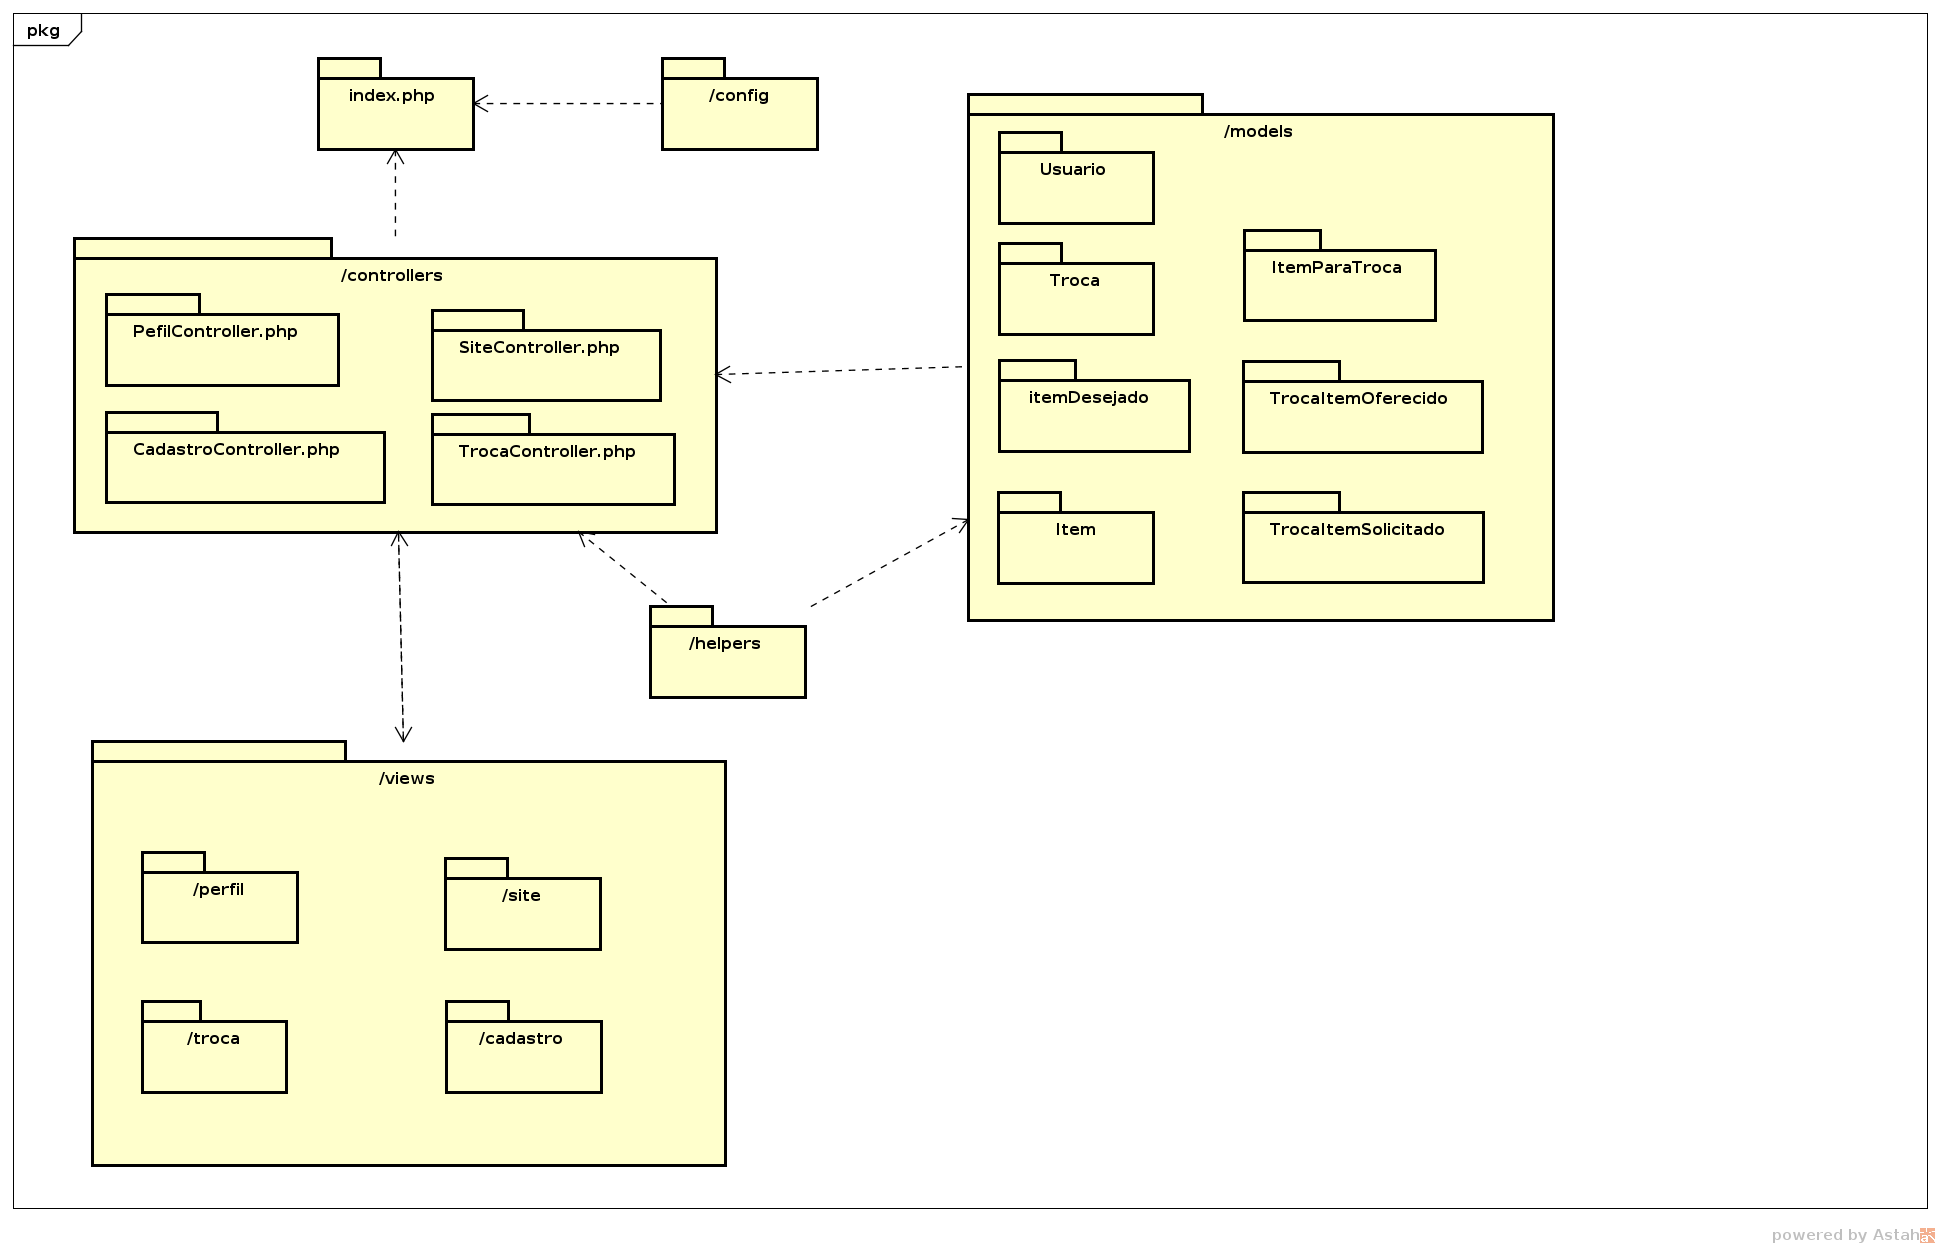 pkg
index.php
/config
/models
Usuario
Troca
ItemParaTroca
itemDesejado
TrocaItemOferecido
Item
TrocaItemSolicitado
/controllers
PefilController.php
SiteController.php
CadastroController.php
TrocaController.php
/helpers
/views
/perfil
/site
/troca
/cadastro
powered by Astah